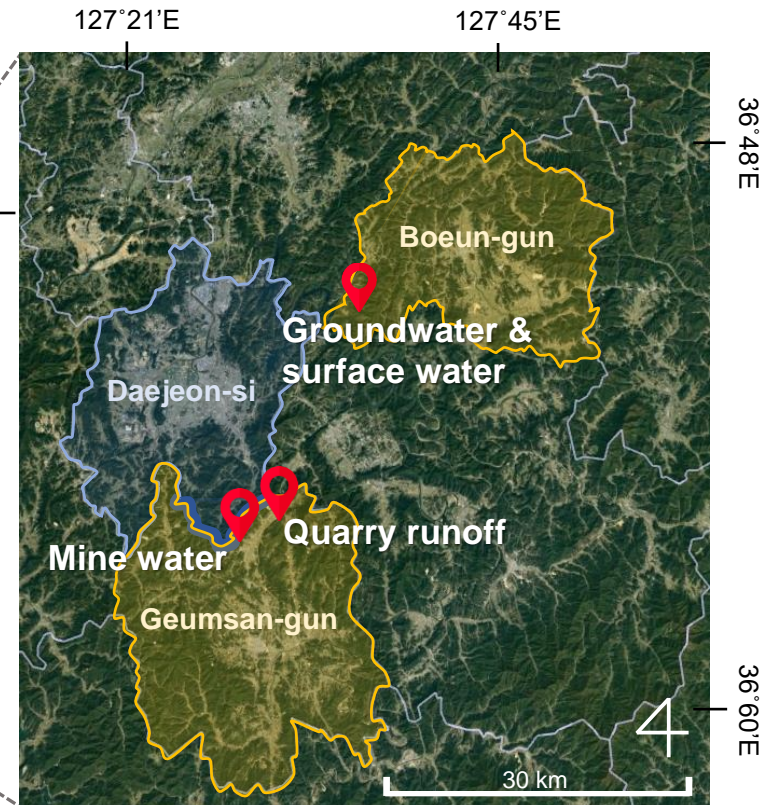 127˚21’E
127˚45’E
36˚48’E
Boeun-gun
Groundwater &
surface water
Daejeon-si
Quarry runoff
Mine water
Geumsan-gun
36˚60’E
30 km